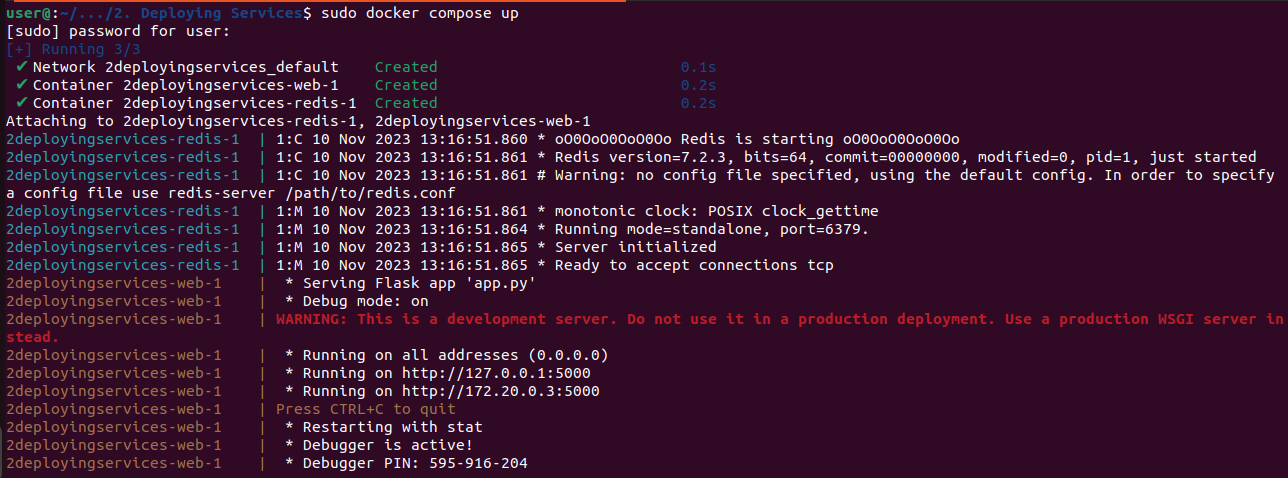 user@:~/.../2. Deploying Services$ sudo docker compose up
[sudo] password for user:
[+] Running 3/3
✔ Network 2deployingservices_default Created 0.1s
✔ Container 2deployingservices-web-1 Created 0.2s
✔ Container 2deployingservices-redis-1 Created 0.2s
Attaching to 2deployingservices-redis-1, 2deployingservices-web-1
2deployingservices-redis-1 | 1:C 10 Nov 2023 13:16:51.860 * oO0OoO0OoO0Oo Redis is starting oO0OoO0OoO0Oo
2deployingservices-redis-1 | 1:C 10 Nov 2023 13:16:51.861 * Redis version=7.2.3, bits=64, commit=00000000, modified=0, pid=1, just started
2deployingservices-redis-1 | 1:C 10 Nov 2023 13:16:51.861 # Warning: no config file specified, using the default config. In order to specify
a config file use redis-server /path/to/redis.conf
2deployingservices-redis-1 | 1:M 10 Nov 2023 13:16:51.861 * monotonic clock: POSIX clock_gettime
2deployingservices-redis-1 | 1:M 10 Nov 2023 13:16:51.864 * Running mode=standalone, port=6379.
2deployingservices-redis-1 | 1:M 10 Nov 2023 13:16:51.865 * Server initialized
2deployingservices-redis-1 | 1:M 10 Nov 2023 13:16:51.865 * Ready to accept connections tcp
2deployingservices-web-1 | * Serving Flask app 'app.py'
2deployingservices-web-1 | * Debug mode: on
2deployingservices-web-1 | WARNING: This is a development server. Do not use it in a production deployment. Use a production WSGI server in
stead.
2deployingservices-web-1 | * Running on all addresses (0.0.0.0)
2deployingservices-web-1 | * Running on http://127.0.0.1:5000
2deployingservices-web-1 | * Running on http://172.20.0.3:5000
2deployingservices-web-1 | Press CTRL+C to quit
2deployingservices-web-1 | * Restarting with stat
2deployingservices-web-1 | * Debugger is active!
2deployingservices-web-1 | * Debugger PIN: 595-916-204